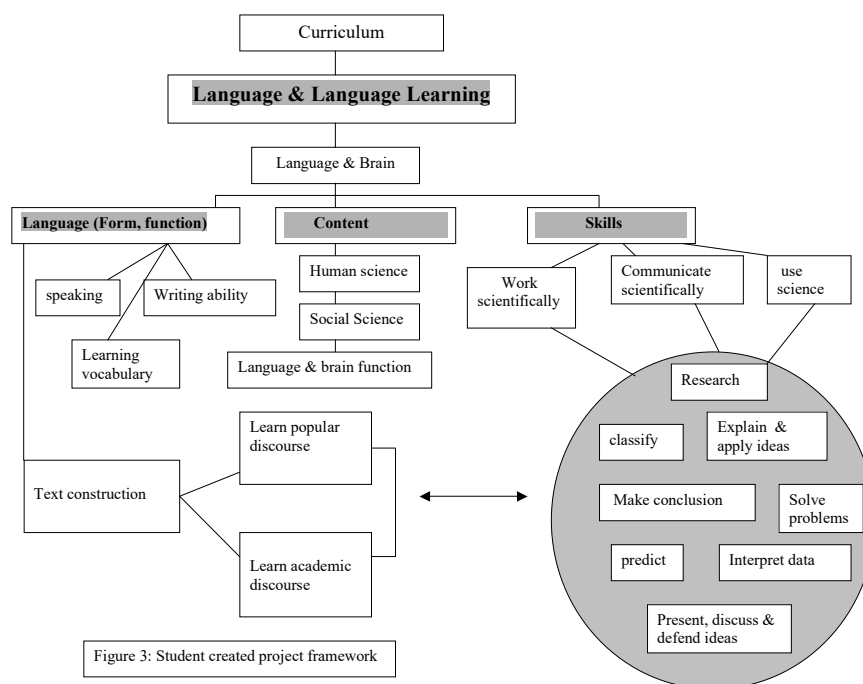 Curriculum
Language & Language Learning
Language & Brain
Language (Form, function)
Content
Skills
Human science
Work
scientifically
Communicate
scientifically
use
science
speaking
Writing ability
Social Science
Learning
vocabulary
Language & brain function
Research
Learn popular
discourse
classify
Explain & 
apply ideas
Text construction
Make conclusion
Solve
problems
Learn academic
discourse
predict
Interpret data
Present, discuss &
defend ideas
Figure 3: Student created project framework